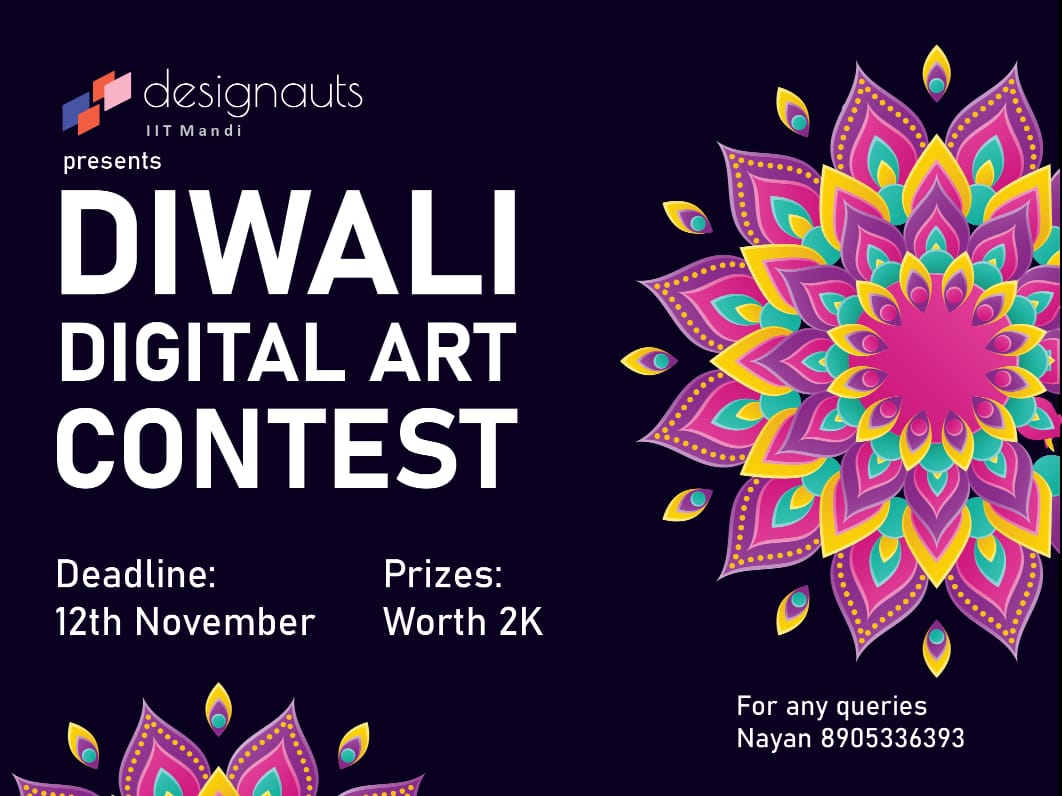 designauts
IIT Mandi
presents
DIWALI
DIGITAL ART
CONTEST
Deadline:
12th November
Prizes:
Worth 2K
For any queries
Nayan 8905336393